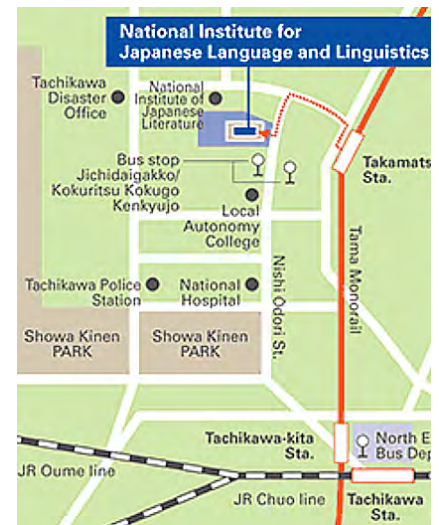 National Institute for
Japanese Language and Linguistics
Tachikawa
Disaster
Office
National
Institute of
Japanese
Literature
Bus stop
Jichidaigakko/
Kokuritsu Kokugo
Kenkyujo
Local
Autonomy
College
Takamats
Sta.
Tama Monorail
Nishi Odori St.
Tachikawa Police
Station
National
Hospital
Showa Kinen
PARK
Showa Kinen
PARK
Tachikawa-kita
Sta.
North E
Bus Dep
JR Oume line
JR Chuo line
Tachikawa
Sta.